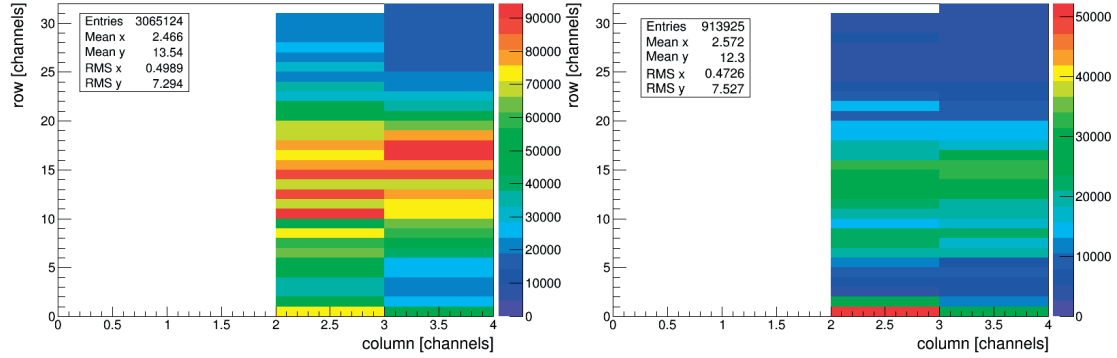 Entries 3065124
Mean x 2.466
Mean y 13.54
RMS x 0.4989
RMS y 7.294
row [channels]
30
25
20
15
10
5
0
0 0.5 1 1.5 2 2.5 3 3.5 4
column [channels]
90000
80000
70000
60000
50000
40000
30000
20000
10000
0
Entries 913925
Mean x 2.572
Mean y 12.3
RMS x 0.4726
RMS y 7.527
row [channels]
30
25
20
15
10
5
0
0 0.5 1 1.5 2 2.5 3 3.5 4
column [channels]
50000
40000
30000
20000
10000
0